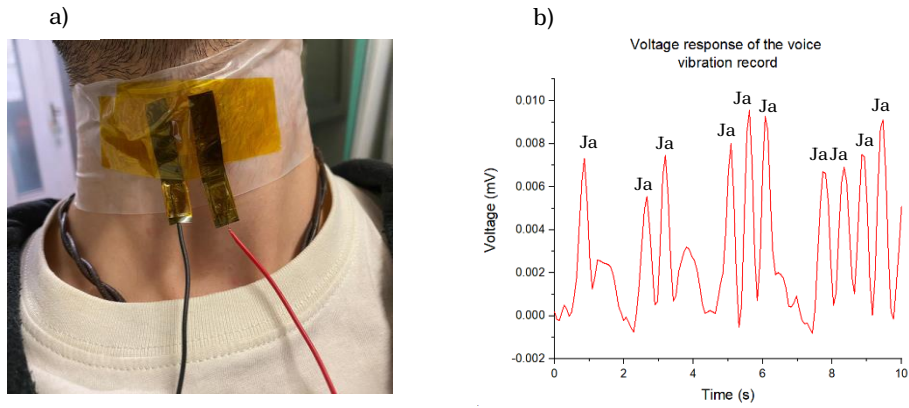 a)
b)
Voltage response of the voice
vibration record
Voltage (mV)
0.010
0.008
0.006
0.004
0.002
0.000
-0.002
Ja
Ja
Ja
Ja
Ja
Ja
Ja
Ja
Ja
Ja
0
2
4
6
8
10
Time (s)